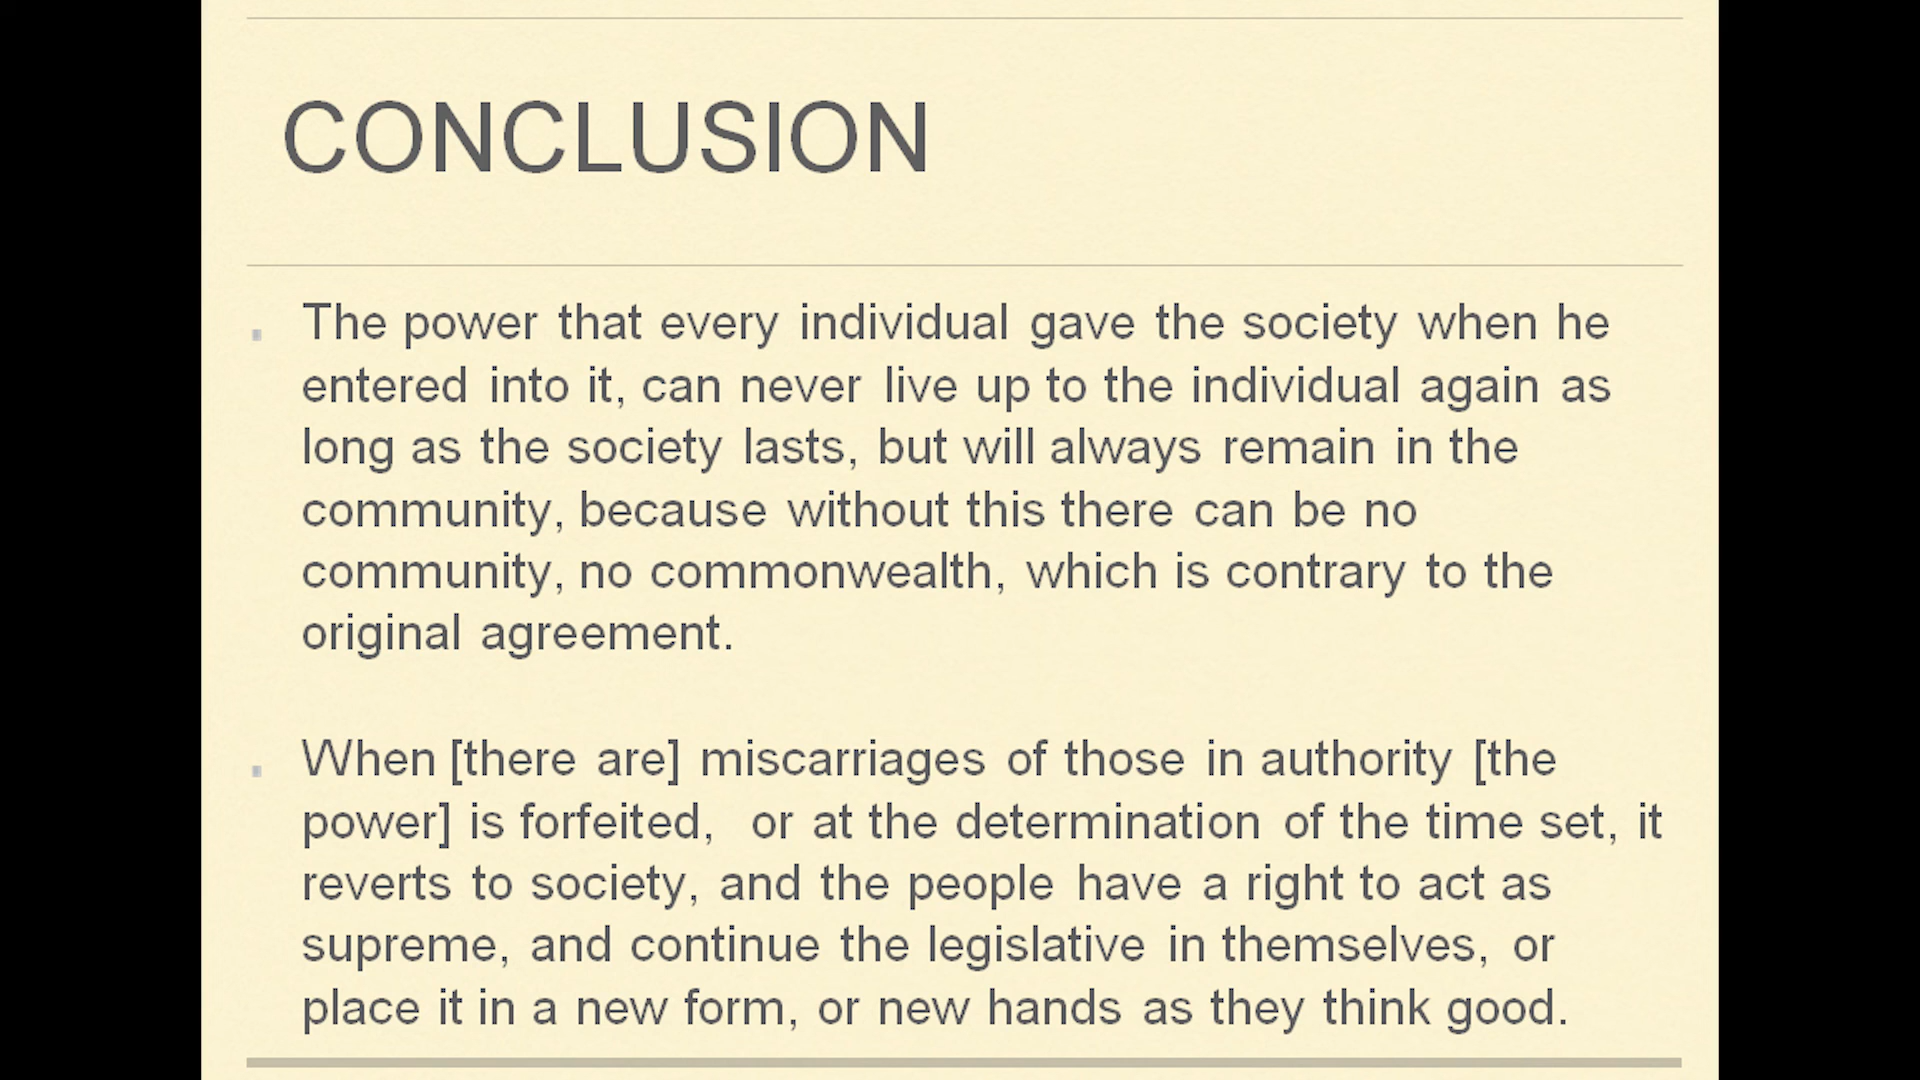 CONCLUSION
The power that every individual gave the society when he
entered into it, can never live up to the individual again as
long as the society lasts, but will always remain in the
community, because without this there can be no
community, no commonwealth, which is contrary to the
original agreement.
When [there are] miscarriages of those in authority [the
power] is forfeited, or at the determination of the time set, it
reverts to society, and the people have a right to act as
supreme, and continue the legislative in themselves, or
place it in a new form, or new hands as they think good.